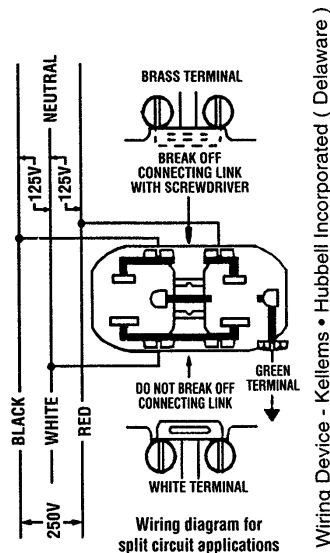 BRASS TERMINAL
BREAK OFF
CONNECTING LINK
WITH SCREWDRIVER
NEUTRAL
125V
125V
GREEN
TERMINAL
DO NOT BREAK OFF
CONNECTING LINK
BLACK
WHITE
RED
250V
WHITE TERMINAL
Wiring diagram for
split circuit applications
Wiring Device - Kellems • Hubbell Incorporated ( Delaware )